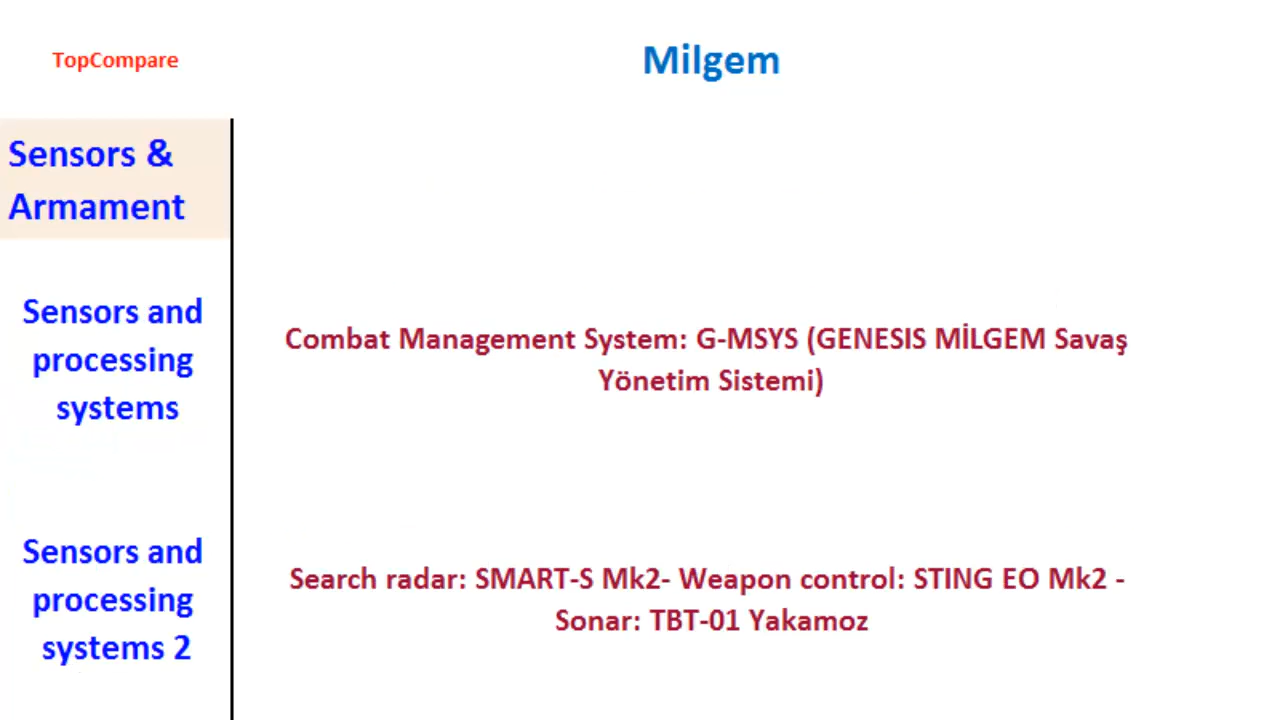 TopCompare
Milgem
Sensors &
Armament
Sensors and
processing
systems
Combat Management System: G-MSYS (GENESIS MİLGEM Savaş
Yönetim Sistemi)
Sensors and
processing
systems 2
Search radar: SMART-S Mk2- Weapon control: STING EO Mk2 -
Sonar: TBT-01 Yakamoz